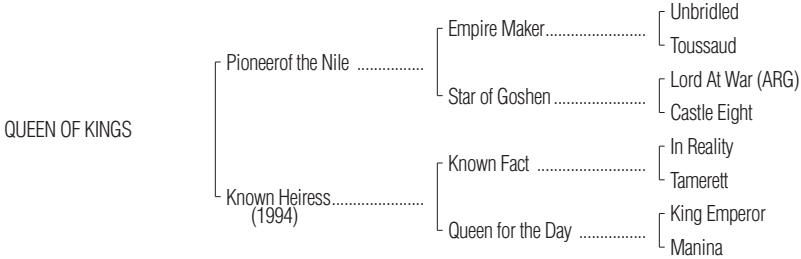 Unbridled
Empire Maker.......................
Toussaud
Pioneerof the Nile ................
Lord At War (ARG)
Star of Goshen.....................
Castle Eight
QUEEN OF KINGS
In Reality
Known Fact .........................
Tamerett
Known Heiress.....................
(1994)
King Emperor
Queen for the Day ...............
Manina